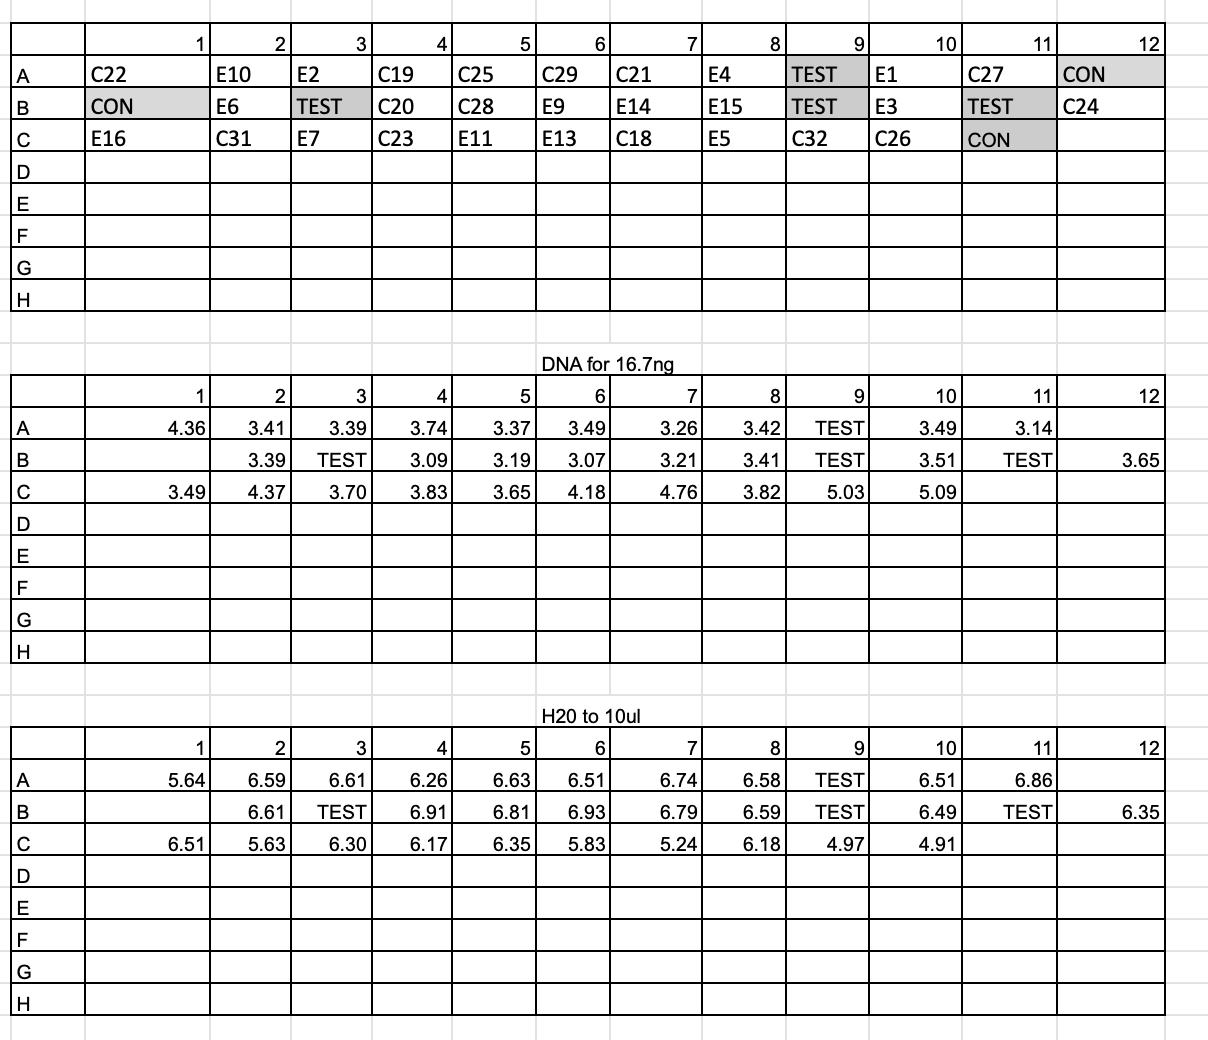 1 2 3 4 5 6 7 8 9 10 11 12
A C22 E10 E2 C19 C25 C29 C21 E4 TEST E1 C27 CON
B CON E6 TEST C20 C28 E9 E14 E15 TEST E3 TEST C24
C E16 C31 E7 C23 E11 E13 C18 E5 C32 C26 CON
D
E
F
G
H
DNA for 16.7ng
1 2 3 4 5 6 7 8 9 10 11 12
A 4.36 3.41 3.39 3.74 3.37 3.49 3.26 3.42 TEST 3.49 3.14
B 3.39 TEST 3.09 3.19 3.07 3.21 3.41 TEST 3.51 TEST 3.65
C 3.49 4.37 3.70 3.83 3.65 4.18 4.76 3.82 5.03 5.09
D
E
F
G
H
H20 to 10ul
1 2 3 4 5 6 7 8 9 10 11 12
A 5.64 6.59 6.61 6.26 6.63 6.51 6.74 6.58 TEST 6.51 6.86
B 6.61 TEST 6.91 6.81 6.93 6.79 6.59 TEST 6.49 TEST 6.35
C 6.51 5.63 6.30 6.17 6.35 5.83 5.24 6.18 4.97 4.91
D
E
F
G
H